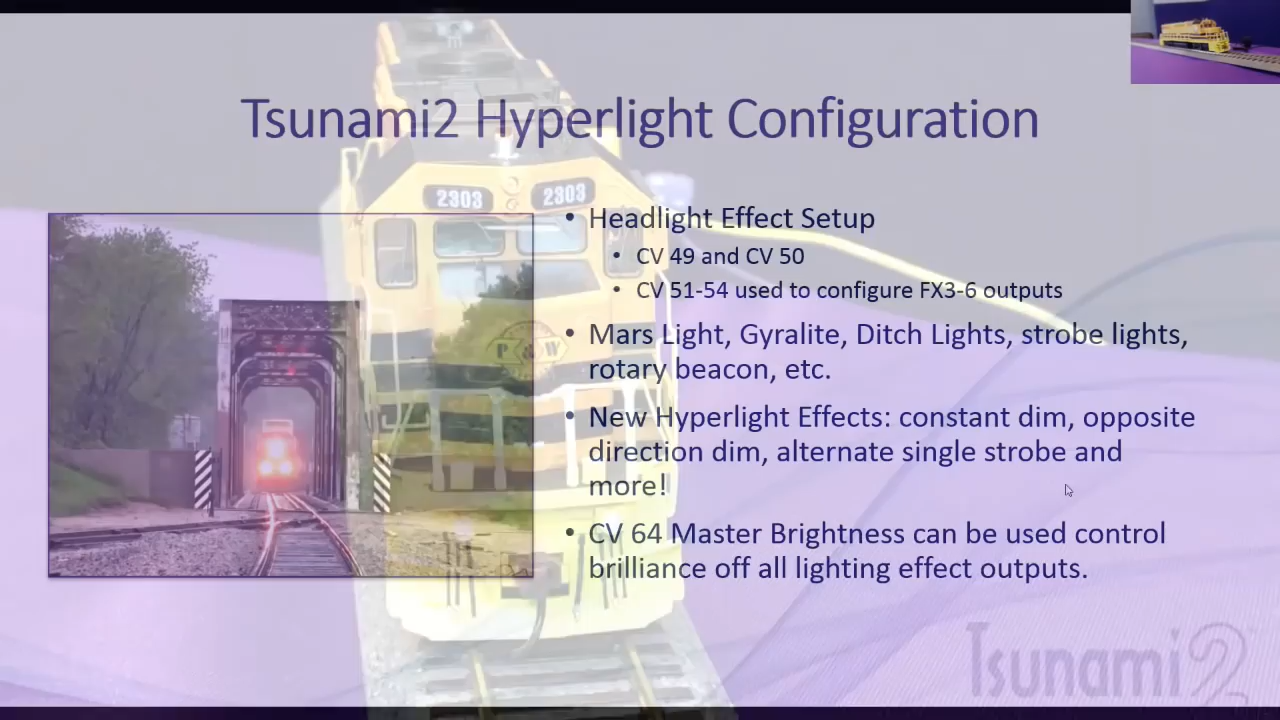 Tsunami2 Hyperlight Configuration
2303 2303
• Headlight Effect Setup
• CV 49 and CV 50
• CV 51-54 used to configure FX3-6 outputs
• Mars Light, Gyralite, Ditch Lights, strobe lights,
rotary beacon, etc.
P&W
• New Hyperlight Effects: constant dim, opposite
direction dim, alternate single strobe and
more!
• CV 64 Master Brightness can be used control
brilliance off all lighting effect outputs.
Tsunami2